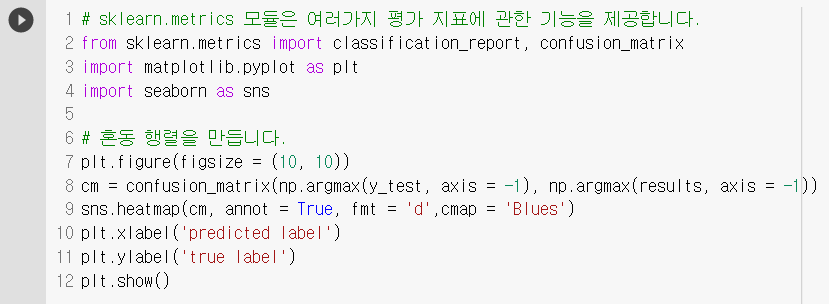 1 # sklearn.metrics 모듈은 여러가지 평가 지표에 관한 기능을 제공합니다.
2 from sklearn.metrics import classification_report, confusion_matrix
3 import matplotlib.pyplot as plt
4 import seaborn as sns
5
6 # 혼동 행렬을 만듭니다.
7 plt.figure(figsize = (10, 10))
8 cm = confusion_matrix(np.argmax(y_test, axis = -1), np.argmax(results, axis = -1))
9 sns.heatmap(cm, annot = True, fmt = 'd',cmap = 'Blues')
10 plt.xlabel('predicted label')
11 plt.ylabel('true label')
12 plt.show()